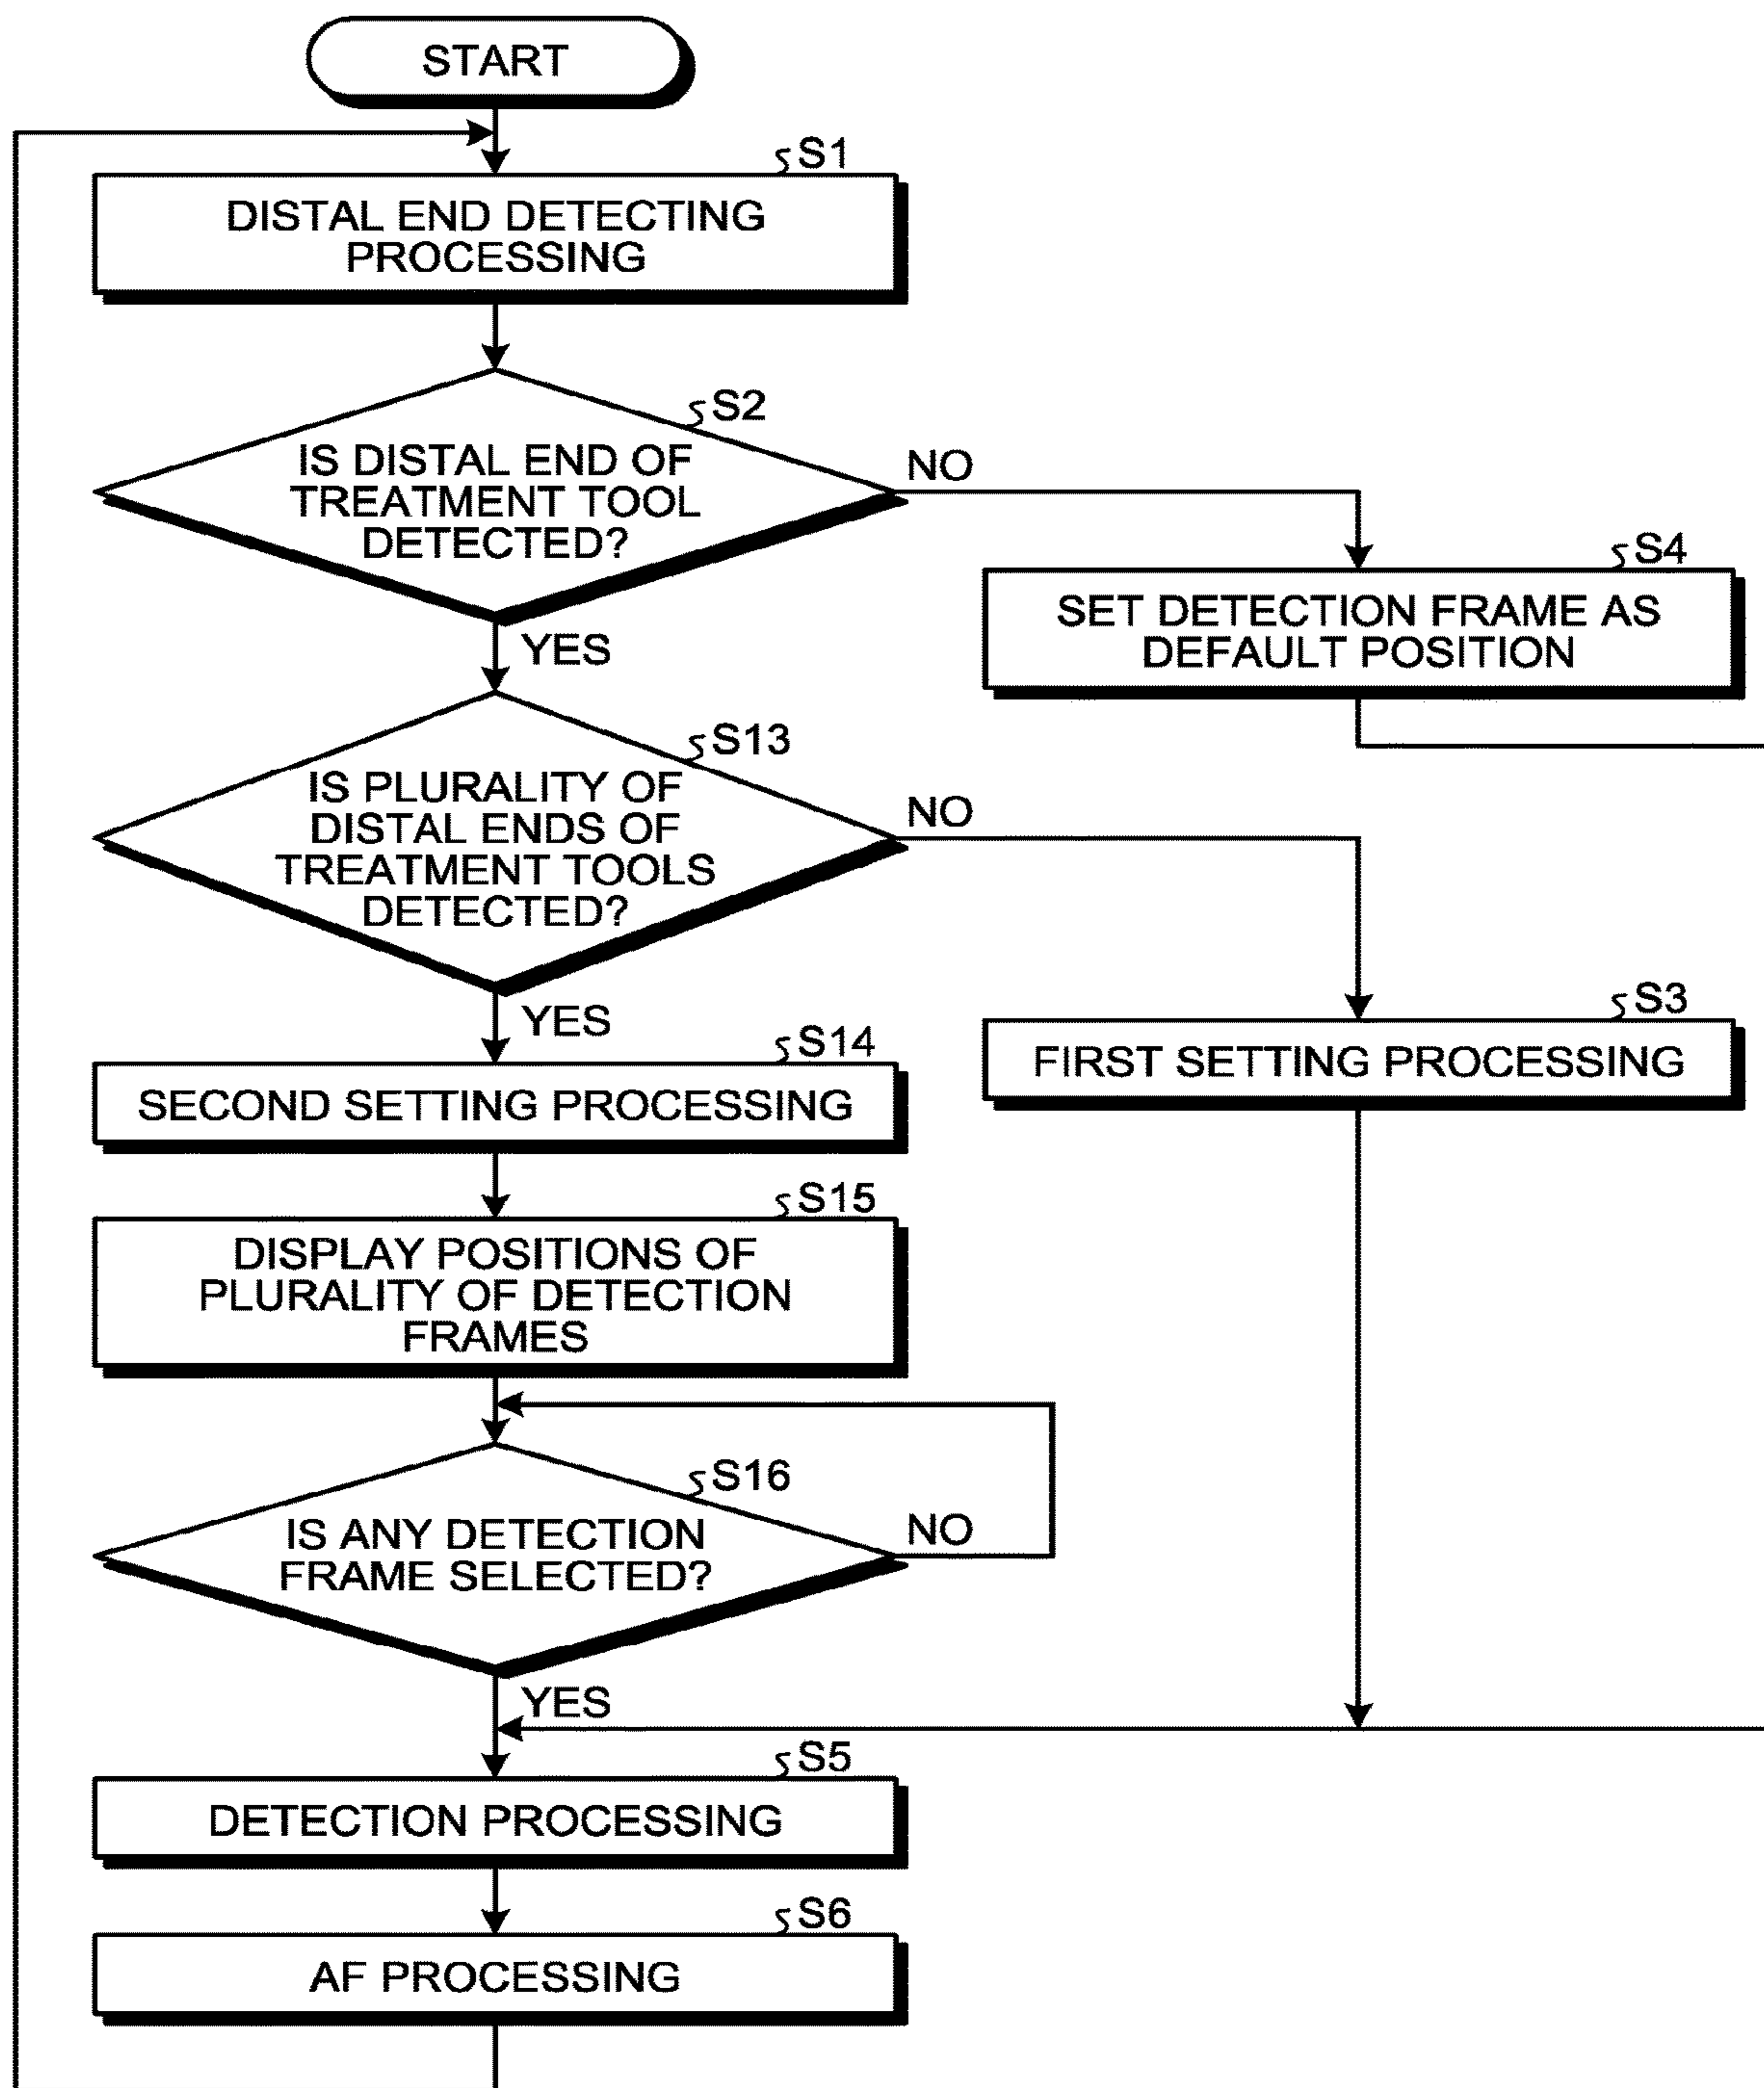 START
S1
DISTAL END DETECTING
PROCESSING
S2
IS DISTAL END OF
TREATMENT TOOL
DETECTED?
NO
YES
S4
SET DETECTION FRAME AS
DEFAULT POSITION
S13
IS PLURALITY OF
DISTAL ENDS OF
TREATMENT TOOLS
DETECTED?
NO
YES
S3
FIRST SETTING PROCESSING
S14
SECOND SETTING PROCESSING
S15
DISPLAY POSITIONS OF
PLURALITY OF DETECTION
FRAMES
S16
IS ANY DETECTION
FRAME SELECTED?
NO
YES
S5
DETECTION PROCESSING
S6
AF PROCESSING